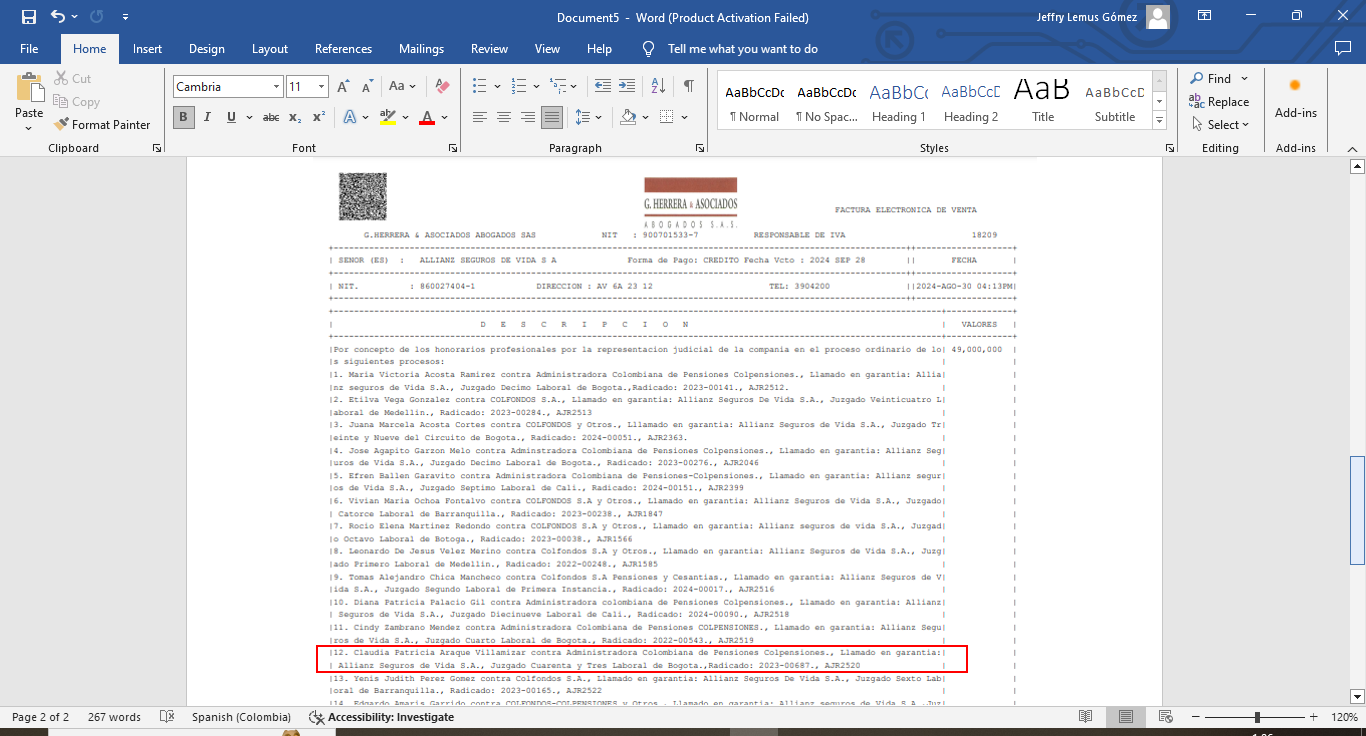 Document5 - Word (Product Activation Failed)
Jeffry Lemus Gómez
File Home Insert Design Layout References Mailings Review View Help Tell me what you want to do
Paste
Cut
Copy
Format Painter
Clipboard
Cambria 11
Aa
B I U abc x₂ x² A
Font
Paragraph
AaBbCcDc AaBbCcDc AaBbCc AaBbCcD AaB AaBbCcD
¶ Normal ¶ No Spac... Heading 1 Heading 2 Title Subtitle
Styles
Find
Replace
Select
Editing
Add-ins
Add-ins
G. HERRERA & ASOCIADOS
ABOGADOS S.A.S.
FACTURA ELECTRONICA DE VENTA
G.HERRERA & ASOCIADOS ABOGADOS SAS NIT : 900701533-7 RESPONSABLE DE IVA 18209
| SENOR (ES) : ALLIANZ SEGUROS DE VIDA S A Forma de Pago: CREDITO Fecha Vcto : 2024 SEP 28 || FECHA |
| NIT. : 860027404-1 DIRECCION : AV 6A 23 12 TEL: 3904200 ||2024-AGO-30 04:13PM|
| D E S C R I P C I O N | VALORES |
|Por concepto de los honorarios profesionales por la representacion judicial de la compania en el proceso ordinario de lo| 49,000,000 |
|s siguientes procesos: | |
|1. Maria Victoria Acosta Ramirez contra Administradora Colombiana de Pensiones Colpensiones., Llamado en garantia: Allia| |
|nz seguros de Vida S.A., Juzgado Decimo Laboral de Bogota.,Radicado: 2023-00141., AJR2512. | |
|2. Etilva Vega Gonzalez contra COLFONDOS S.A., Llamado en garantia: Allianz Seguros De Vida S.A., Juzgado Veinticuatro L| |
|aboral de Medellin., Radicado: 2023-00284., AJR2513 | |
|3. Juana Marcela Acosta Cortes contra COLFONDOS y Otros., Lllamado en garantia: Allianz Seguros de Vida S.A., Juzgado Tr| |
|einte y Nueve del Circuito de Bogota., Radicado: 2024-00051., AJR2363. | |
|4. Jose Agapito Garzon Melo contra Adminstradora Colombiana de Pensiones Colpensiones., Llamado en garantia: Allianz Seg| |
|uros de Vida S.A., Juzgado Decimo Laboral de Bogota., Radicado: 2023-00276., AJR2046 | |
|5. Efren Ballen Garavito contra Administradora Colombiana de Pensiones-Colpensiones., Llamado en garantia: Allianz segur| |
|os de Vida S.A., Juzgado Septimo Laboral de Cali., Radicado: 2024-00151., AJR2399 | |
|6. Vivian Maria Ochoa Fontalvo contra COLFONDOS S.A y Otros., Llamado en garantia: Allianz Seguros de Vida S.A., Juzgado| |
| Catorce Laboral de Barranquilla., Radicado: 2023-00238., AJR1847 | |
|7. Rocio Elena Martinez Redondo contra COLFONDOS S.A y Otros., Llamado en garantia: Allianz seguros de vida S.A., Juzgad| |
|o Octavo Laboral de Botoga., Radicado: 2023-00038., AJR1566 | |
|8. Leonardo De Jesus Velez Merino contra Colfondos S.A y Otros., Llamado en garantia: Allianz Seguros de Vida S.A., Juzg| |
|ado Primero Laboral de Medellin., Radicado: 2022-00248., AJR1585 | |
|9. Tomas Alejandro Chica Mancheco contra Colfondos S.A Pensiones y Cesantias., Llamado en garantia: Allianz Seguros de V| |
|ida S.A., Juzgado Segundo Laboral de Primera Instancia., Radicado: 2024-00017., AJR2516 | |
|10. Diana Patricia Palacio Gil contra Administradora colombiana de Pensiones Colpensiones., Llamado en garantia: Allianz| |
| Seguros de Vida S.A., Juzgado Diecinueve Laboral de Cali., Radicado: 2024-00090., AJR2518 | |
|11. Cindy Zambrano Mendez contra Administradora Colombiana de Pensiones COLPENSIONES., Llamado en garantia: Allianz Segu| |
|ros de Vida S.A., Juzgado Cuarto Laboral de Bogota., Radicado: 2022-00543., AJR2519 | |
|12. Claudia Patricia Araque Villamizar contra Administradora Colombiana de Pensiones Colpensiones., Llamado en garantia:| |
| Allianz Seguros de Vida S.A., Juzgado Cuarenta y Tres Laboral de Bogota.,Radicado: 2023-00687., AJR2520 | |
|13. Yenis Judith Perez Gomez contra Colfondos S.A., Llamado en garantia: Allianz Seguros De Vida S.A., Juzgado Sexto Lab| |
|oral de Barranquilla., Radicado: 2023-00165., AJR2522 | |
|14. Edgardo Amaris Garrido contra COLFONDOS-COLPENSIONES y Otros., Llamado en garantia: Allianz seguros de Vida S.A.,Juz|
Page 2 of 2 267 words Spanish (Colombia) Accessibility: Investigate 120%